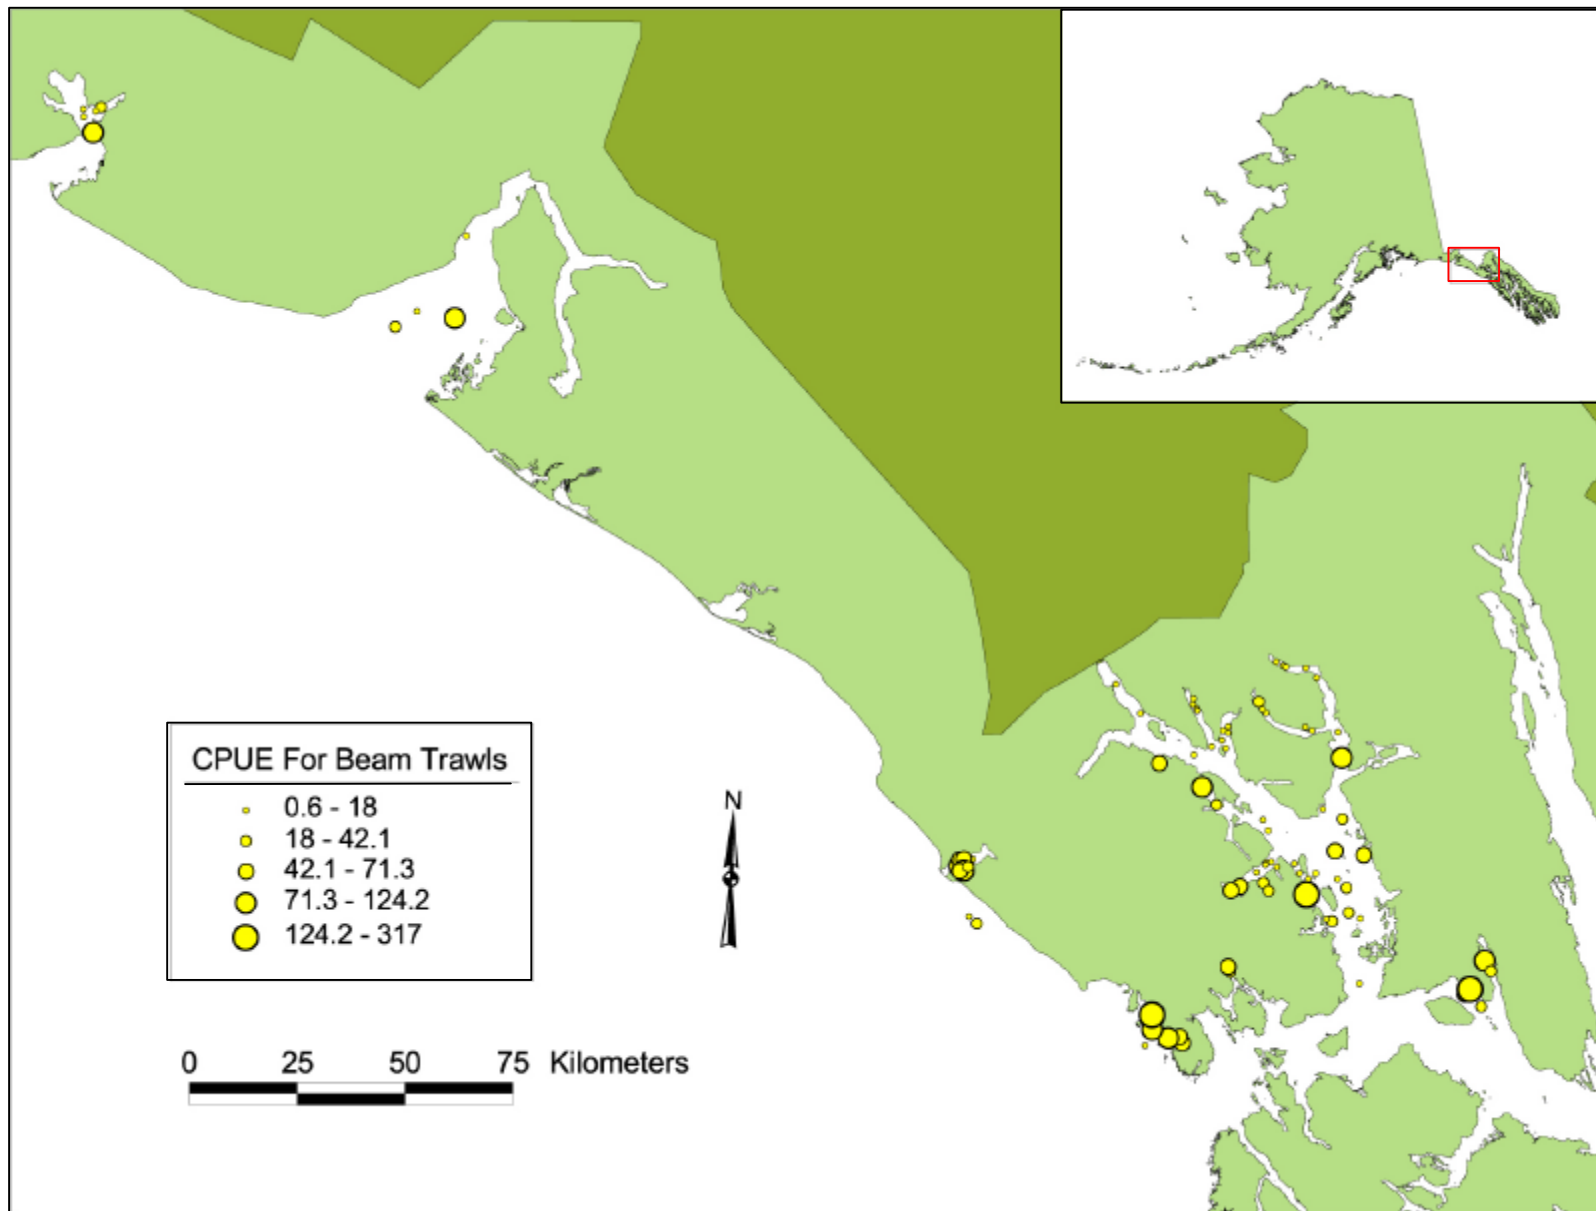 CPUE For Beam Trawls
0.6 - 18
18 - 42.1
42.1 - 71.3
71.3 - 124.2
124.2 - 317
N
0 25 50 75 Kilometers